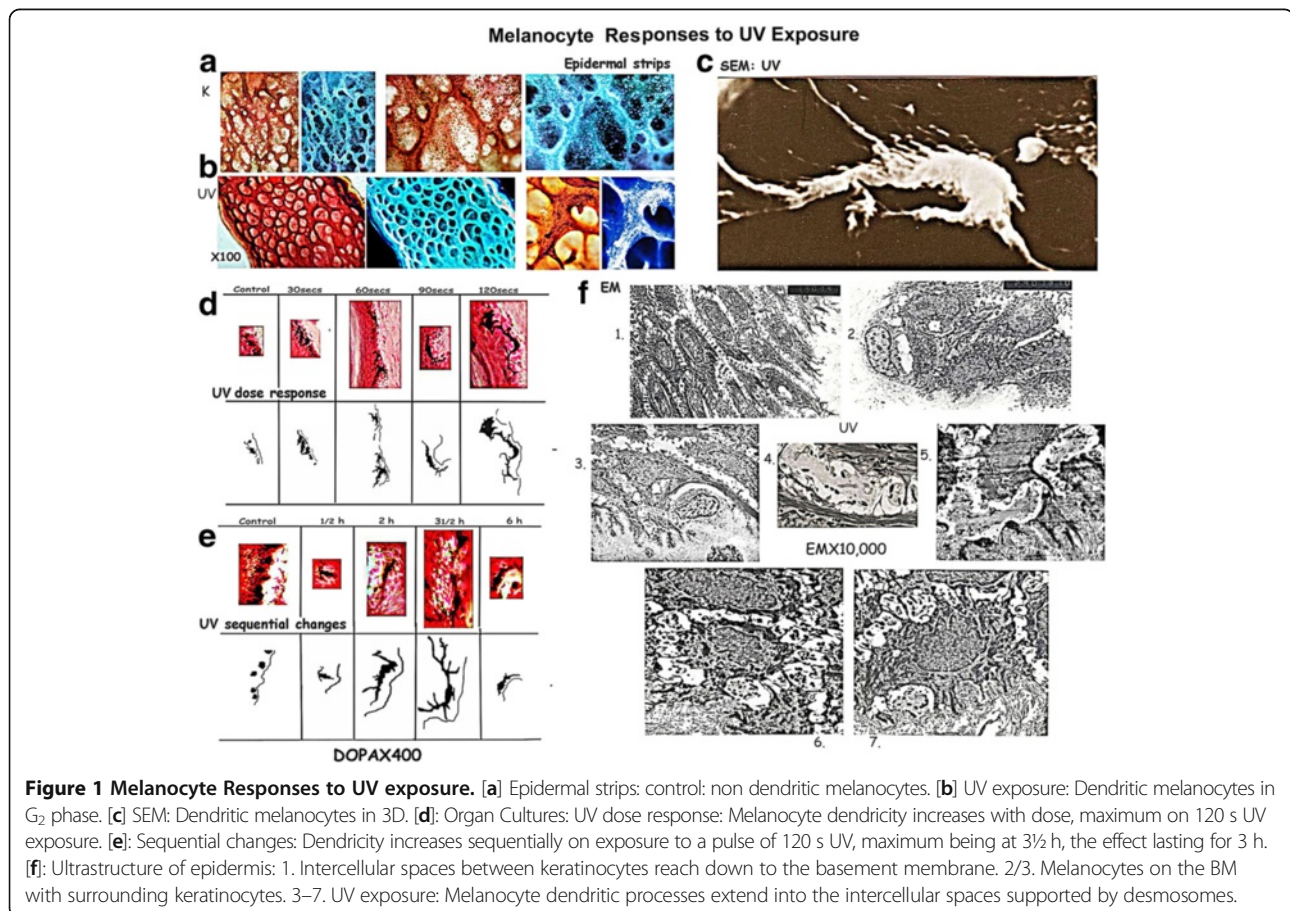 Melanocyte Responses to UV Exposure
a
Epidermal strips
K
b
UV
X100
c SEM: UV
d
Control 30secs 60secs 90secs 120secs
UV dose response
e
Control 1/2 h 2 h 31/2 h 6 h
UV sequential changes
DOPAX400
f EM
1.
2.
UV
3.
4.
5.
EMX10,000
6.
7.
Figure 1 Melanocyte Responses to UV exposure. [a] Epidermal strips: control: non dendritic melanocytes. [b] UV exposure: Dendritic melanocytes in
G₂ phase. [c] SEM: Dendritic melanocytes in 3D. [d]: Organ Cultures: UV dose response: Melanocyte dendricity increases with dose, maximum on 120 s UV
exposure. [e]: Sequential changes: Dendricity increases sequentially on exposure to a pulse of 120 s UV, maximum being at 3½ h, the effect lasting for 3 h.
[f]: Ultrastructure of epidermis: 1. Intercellular spaces between keratinocytes reach down to the basement membrane. 2/3. Melanocytes on the BM
with surrounding keratinocytes. 3–7. UV exposure: Melanocyte dendritic processes extend into the intercellular spaces supported by desmosomes.